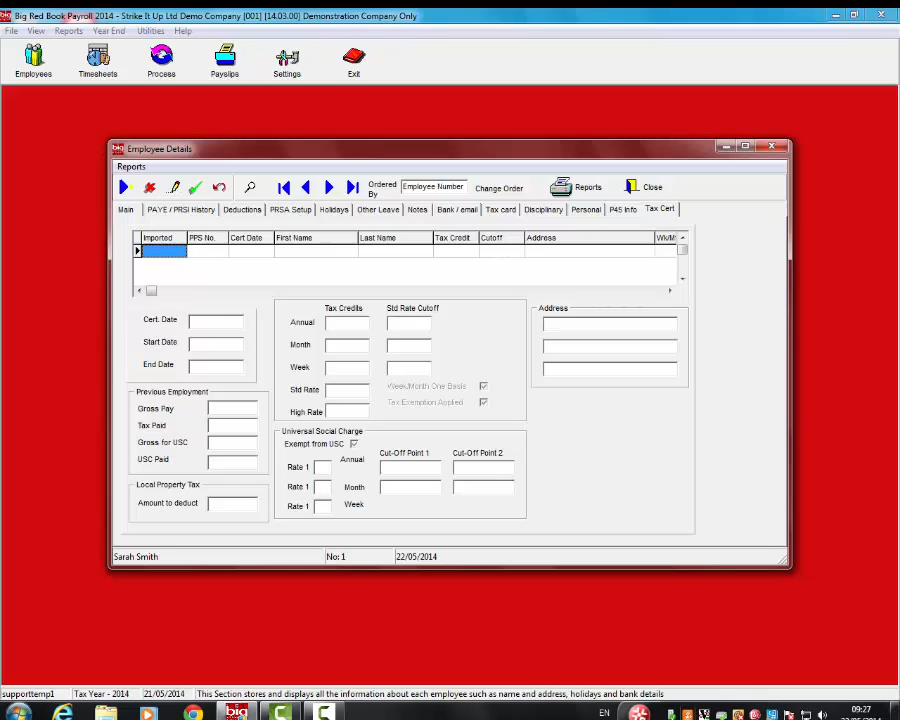 Big Red Book Payroll 2014 - Strike It Up Ltd Demo Company [001] [14.03.00] Demonstration Company Only
File View Reports Year End Utilities Help
Employees Timesheets Process Payslips Settings Exit
big Employee Details
Reports
Ordered By Employee Number Change Order Reports Close
Main PAYE / PRSI History Deductions PRSA Setup Holidays Other Leave Notes Bank / email Tax card Disciplinary Personal P45 Info Tax Cert
Imported PPS No. Cert Date First Name Last Name Tax Credit Cutoff Address
Tax Credits Std Rate Cutoff Address
Cert. Date Annual
Start Date Month
End Date Week
Std Rate Week/Month One Basis
Previous Employment
High Rate Tax Exemption Applied
Gross Pay
Tax Paid
Universal Social Charge
Gross for USC Exempt from USC
USC Paid Annual Cut-Off Point 1 Cut-Off Point 2
Rate 1
Local Property Tax Rate 1 Month
Amount to deduct Rate 1 Week
Sarah Smith No: 1 22/05/2014
supporttemp1 Tax Year - 2014 21/05/2014 This Section stores and displays all the information about each employee such as name and address, holidays and bank details
big EN 09:27